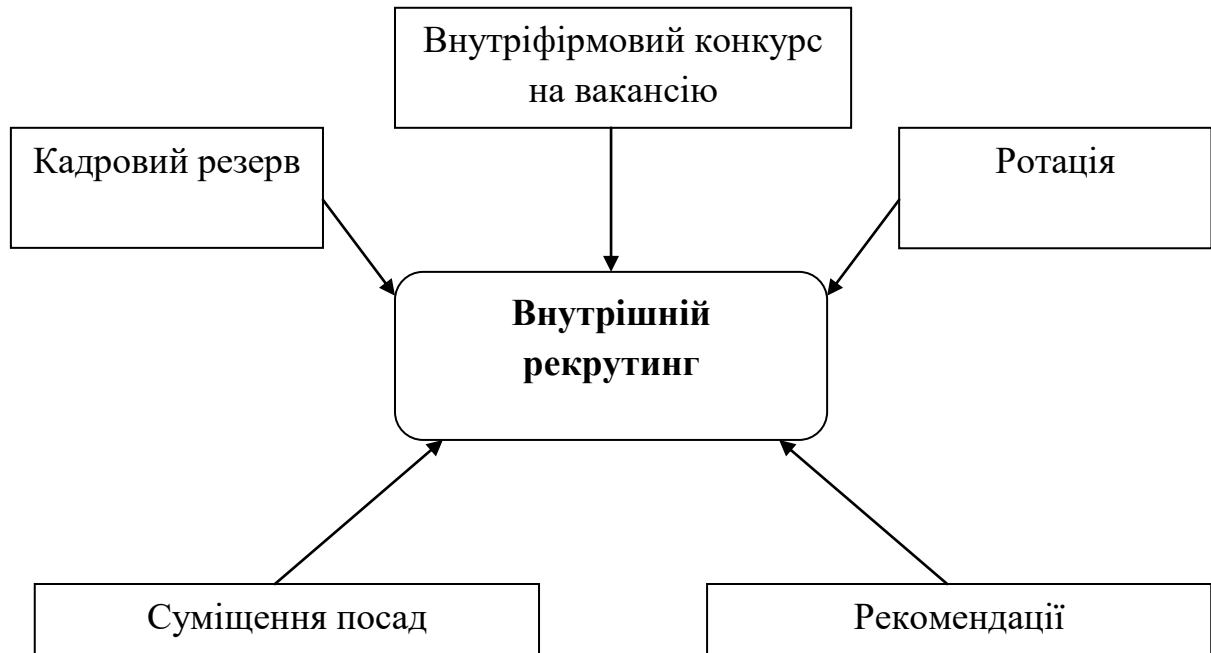 Внутріфірмовий конкурс
на вакансію
Кадровий резерв
Ротація
Внутрішній
рекрутинг
Суміщення посад
Рекомендації